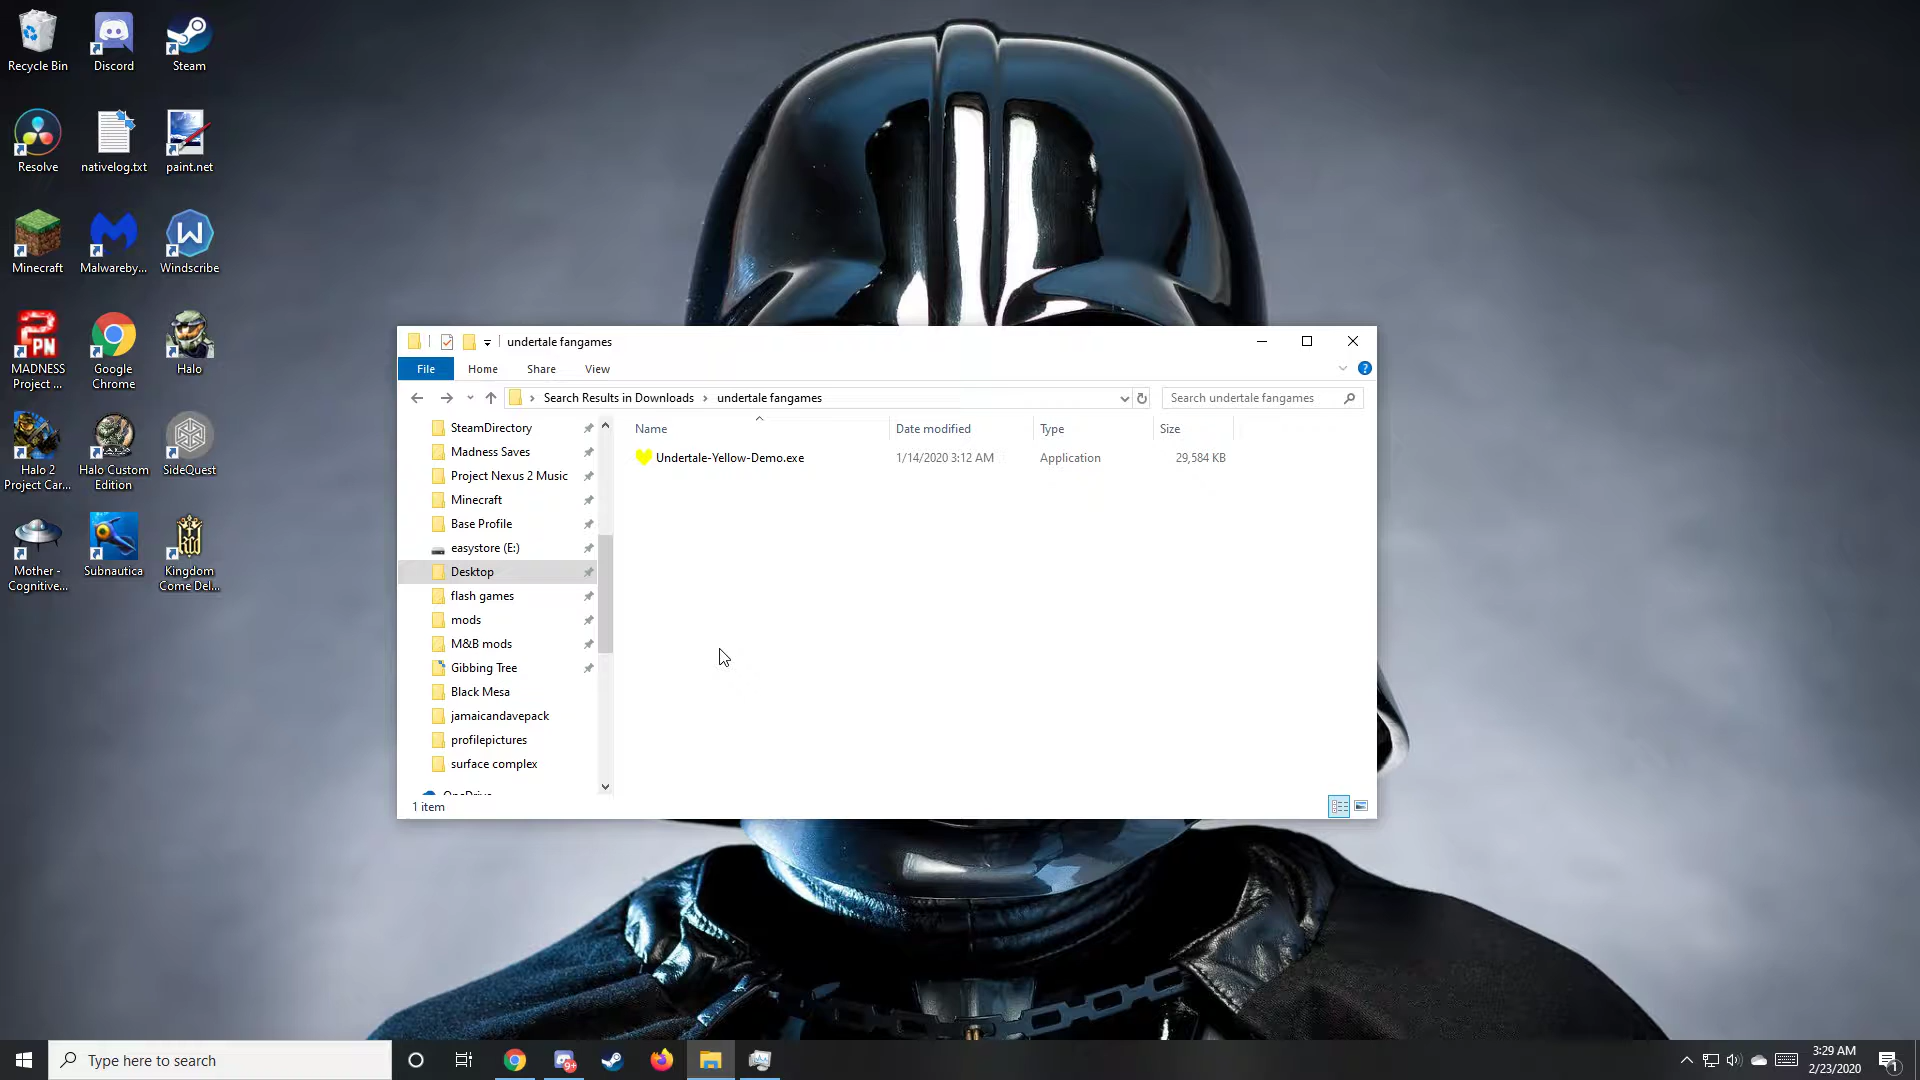 Recycle Bin
Discord
Steam
Resolve
nativelog.txt
paint.net
Minecraft
Malwareby...
Windscribe
MADNESS
Project ...
Google
Chrome
Halo
Halo 2
Project Car...
Halo Custom
Edition
SideQuest
Mother -
Cognitive...
Subnautica
Kingdom
Come Del...
undertale fangames
File Home Share View
Search Results in Downloads › undertale fangames
Search undertale fangames
Name Date modified Type Size
Undertale-Yellow-Demo.exe 1/14/2020 3:12 AM Application 29,584 KB
SteamDirectory
Madness Saves
Project Nexus 2 Music
Minecraft
Base Profile
easystore (E:)
Desktop
flash games
mods
M&B mods
Gibbing Tree
Black Mesa
jamaicandavepack
profilepictures
surface complex
OneDrive
1 item
Type here to search
9+
3:29 AM
2/23/2020
1